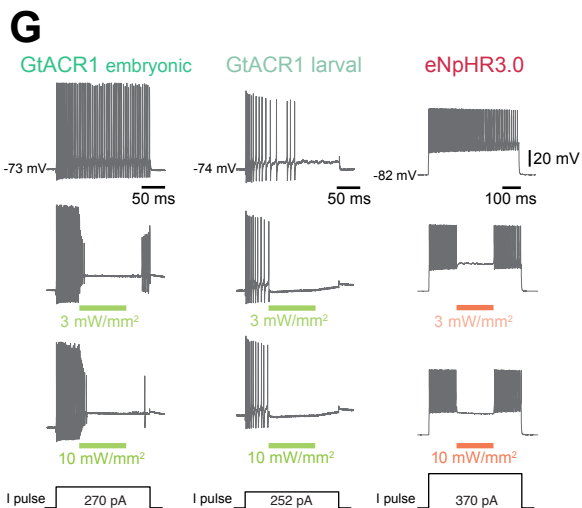 G
GtACR1 embryonic GtACR1 larval eNpHR3.0
-73 mV -74 mV -82 mV 20 mV
50 ms 50 ms 100 ms
3 mW/mm² 3 mW/mm² 3 mW/mm²
10 mW/mm² 10 mW/mm² 10 mW/mm²
I pulse 270 pA I pulse 252 pA I pulse 370 pA